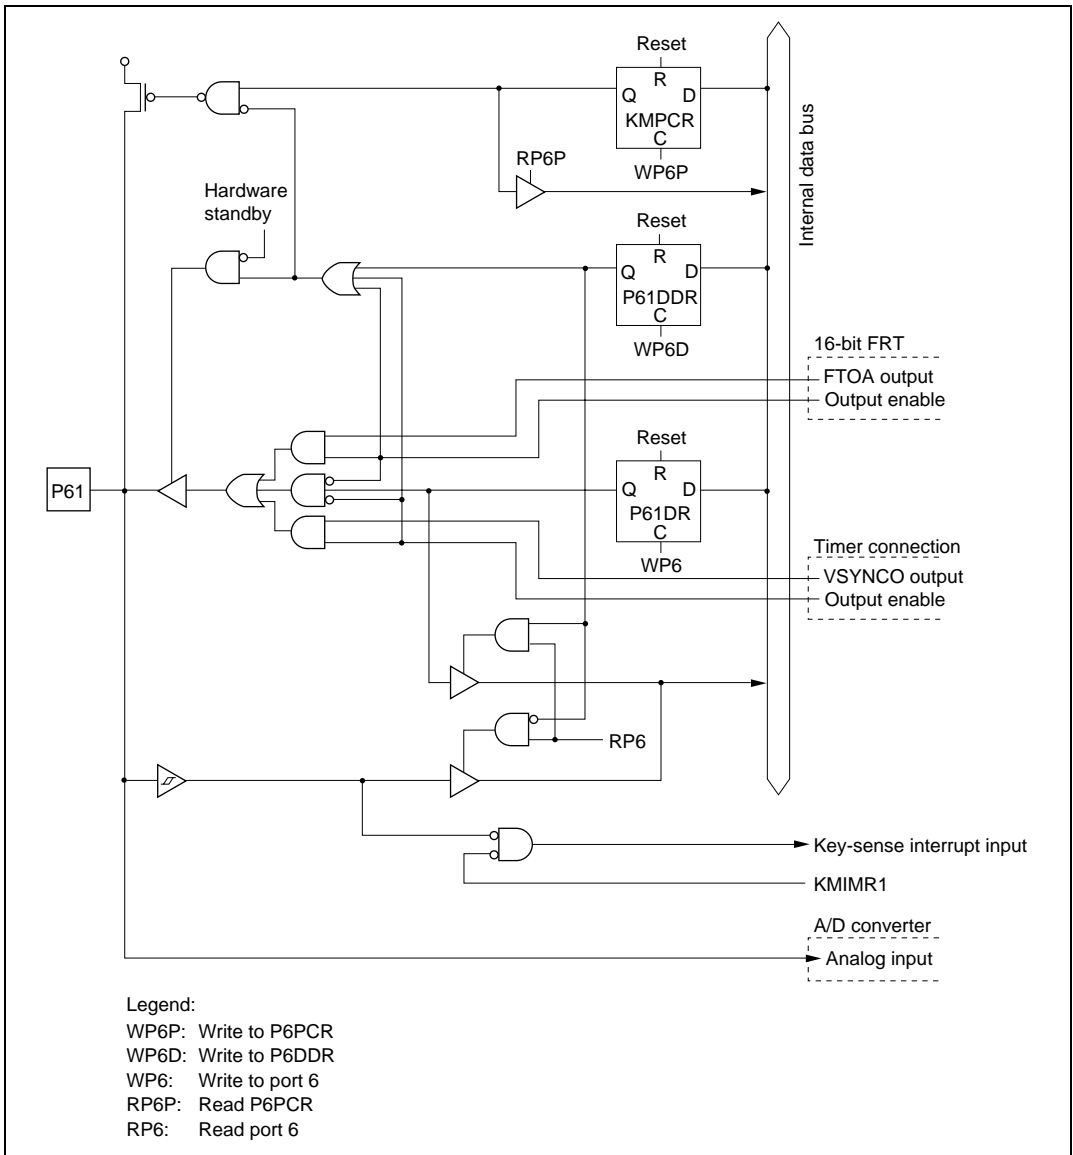 Reset
R
Q D
KMPCR
C
WP6P
RP6P
Internal data bus
Hardware
standby
Reset
R
Q D
P61DDR
C
WP6D
16-bit FRT
FTOA output
Output enable
Reset
R
Q D
P61DR
C
WP6
P61
Timer connection
VSYNCO output
Output enable
RP6
Key-sense interrupt input
KMIMR1
A/D converter
Analog input
Legend:
WP6P: Write to P6PCR
WP6D: Write to P6DDR
WP6: Write to port 6
RP6P: Read P6PCR
RP6: Read port 6